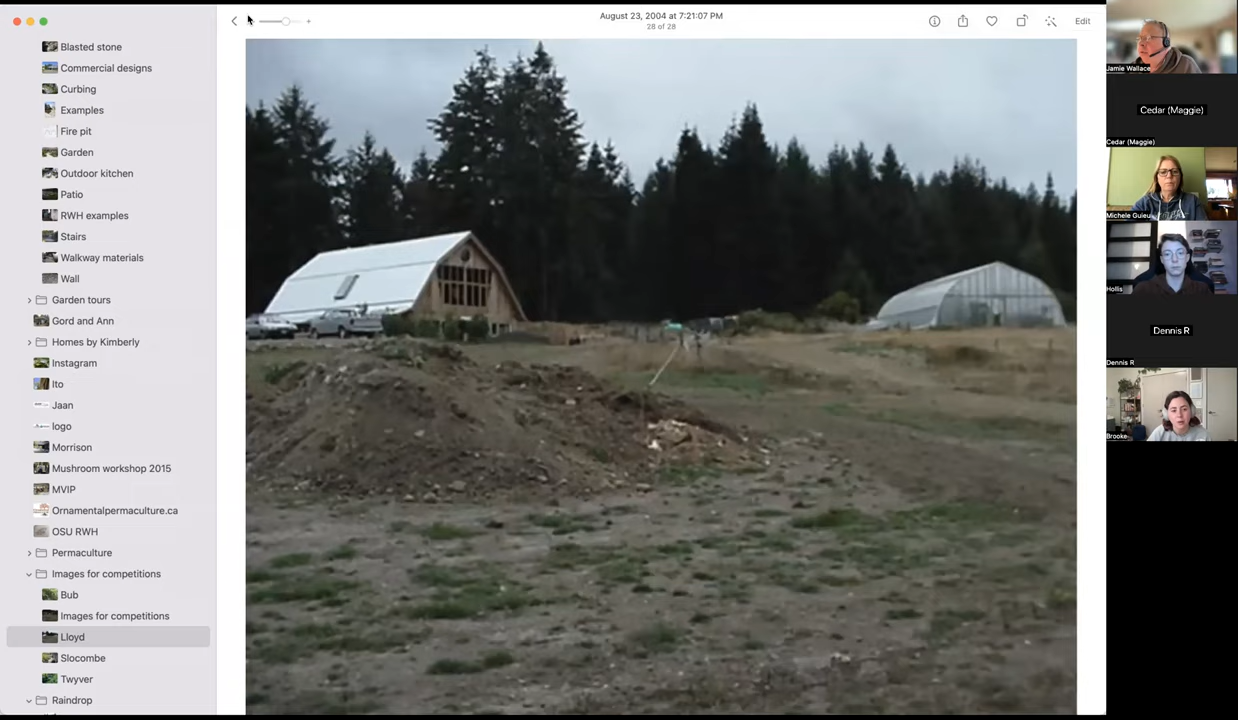 August 23, 2004 at 7:21:07 PM
28 of 28
Edit
Blasted stone
Commercial designs
Curbing
Examples
Fire pit
Garden
Outdoor kitchen
Patio
RWH examples
Stairs
Walkway materials
Wall
Garden tours
Gord and Ann
Homes by Kimberly
Instagram
Ito
Jaan
logo
Morrison
Mushroom workshop 2015
MVIP
Ornamentalpermaculture.ca
OSU RWH
Permaculture
Images for competitions
Bub
Images for competitions
Lloyd
Slocombe
Twyver
Raindrop
Jamie Wallace
Cedar (Maggie)
Cedar (Maggie)
Michele Guieu
Hollis
Dennis R
Dennis R
Brooke